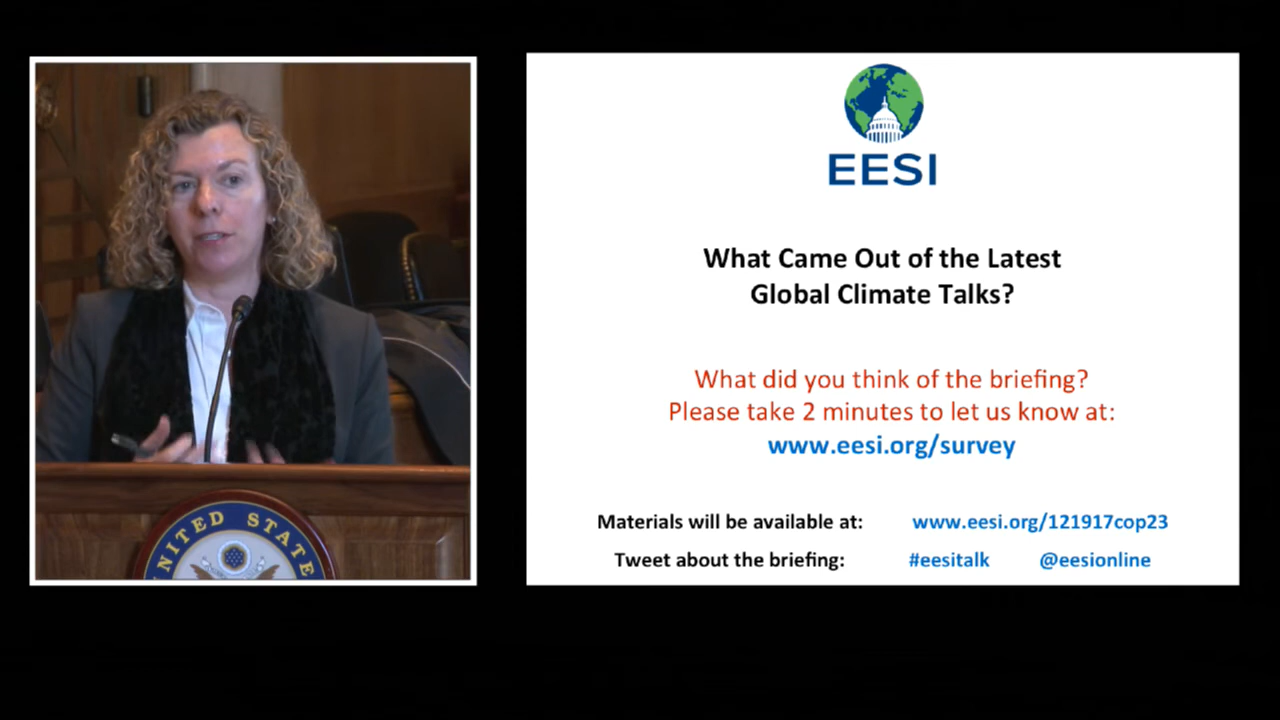 EESI
What Came Out of the Latest
Global Climate Talks?
What did you think of the briefing?
Please take 2 minutes to let us know at:
www.eesi.org/survey
Materials will be available at: www.eesi.org/121917cop23
Tweet about the briefing: #eesitalk @eesionline
NITED STATE